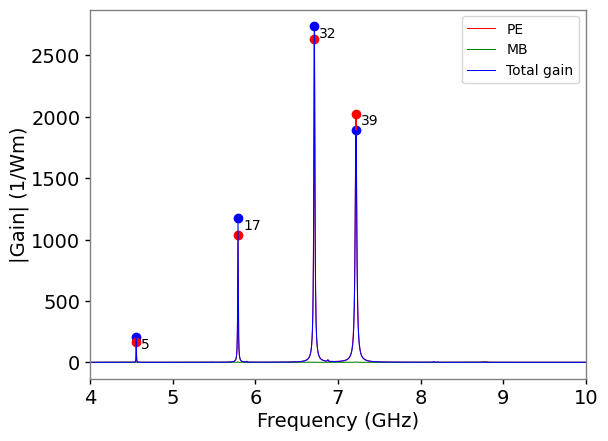 PE
MB
Total gain
32
39
17
5
2500
2000
1500
1000
500
0
|Gain| (1/Wm)
4 5 6 7 8 9 10
Frequency (GHz)